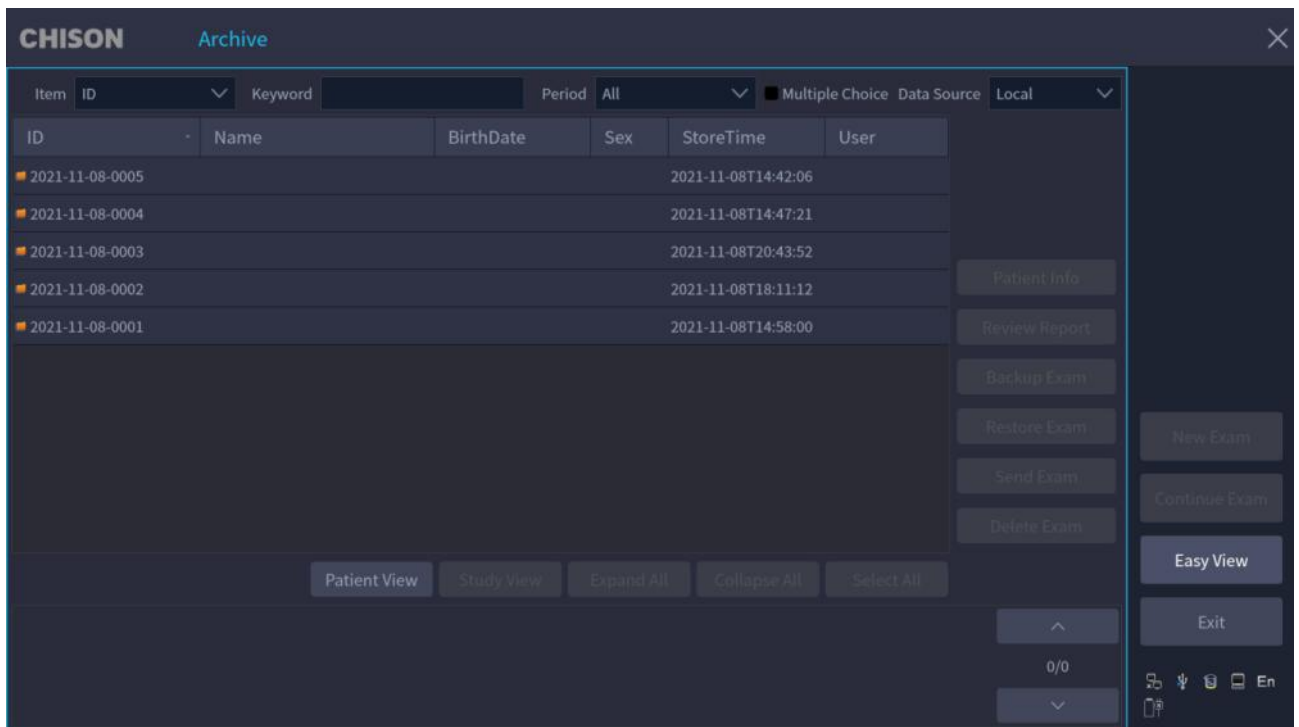 CHISON Archive
Item ID Keyword Period All Multiple Choice Data Source Local
ID Name BirthDate Sex StoreTime User
2021-11-08-0005 2021-11-08T14:42:06
2021-11-08-0004 2021-11-08T14:47:21
2021-11-08-0003 2021-11-08T20:43:52
2021-11-08-0002 2021-11-08T18:11:12
2021-11-08-0001 2021-11-08T14:58:00
Patient Info
Review Report
Backup Exam
Restore Exam
Send Exam
Delete Exam
New Exam
Continue Exam
Easy View
Exit
Patient View Study View Expand All Collapse All Select All
0/0
En